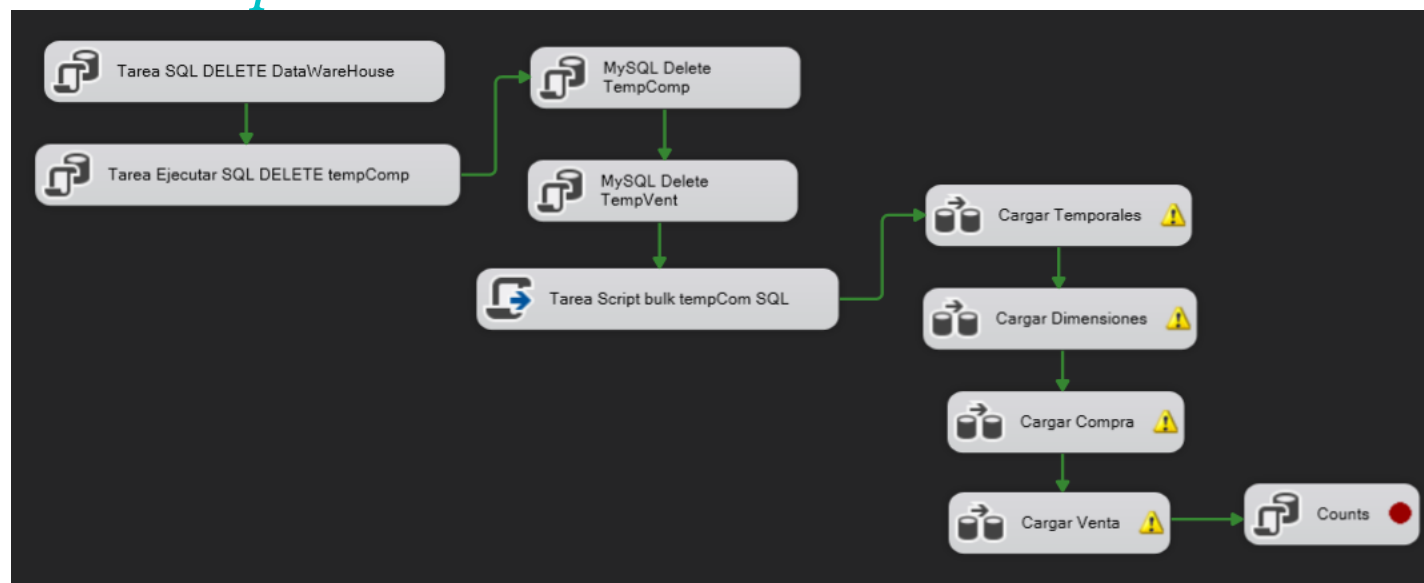 Tarea SQL DELETE DataWareHouse
Tarea Ejecutar SQL DELETE tempComp
MySQL Delete
TempComp
MySQL Delete
TempVent
Tarea Script bulk tempCom SQL
Cargar Temporales
Cargar Dimensiones
Cargar Compra
Cargar Venta
Counts